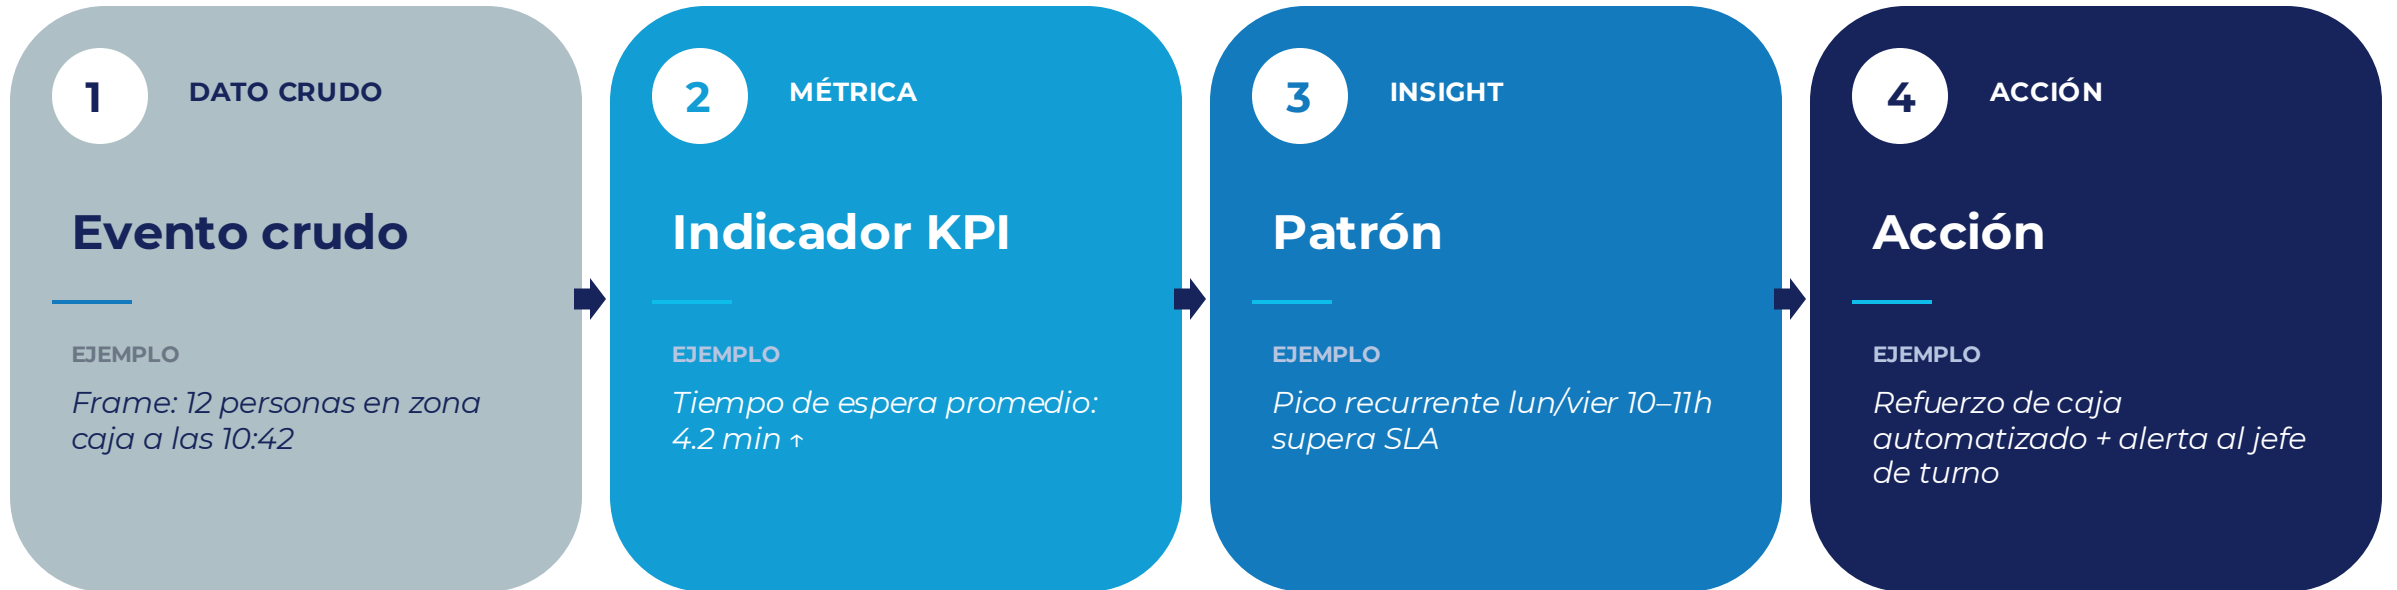 1
DATO CRUDO
Evento crudo
EJEMPLO
Frame: 12 personas en zona
caja a las 10:42
2
MÉTRICA
Indicador KPI
EJEMPLO
Tiempo de espera promedio:
4.2 min ↑
3
INSIGHT
Patrón
EJEMPLO
Pico recurrente lun/vier 10–11h
supera SLA
4
ACCIÓN
Acción
EJEMPLO
Refuerzo de caja
automatizado + alerta al jefe
de turno